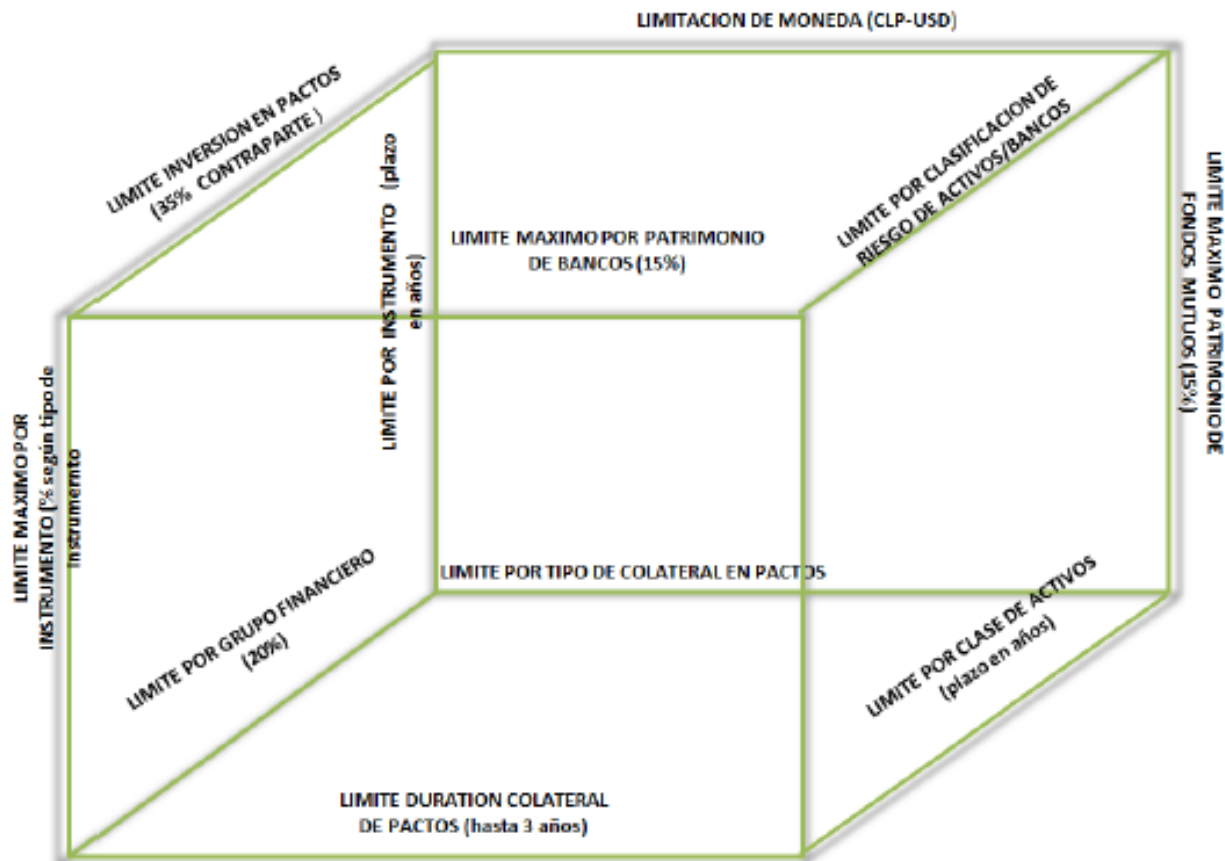 LIMITACION DE MONEDA (CLP-USD)
LIMITE INVERSION EN PACTOS
(35% CONTRAPARTE )
LIMITE POR INSTRUMENTO (plazo
en años)
LIMITE MAXIMO POR PATRIMONIO
DE BANCOS (15%)
LIMITE POR CLASIFICACION DE
RIESGO DE ACTIVOS/BANCOS
LIMITE MAXIMO PATRIMONIO DE
FONDOS MUTUOS (15%)
LIMITE MAXIMO POR
INSTRUMENTO (% según tipo de
Instrumernto
LIMITE POR GRUPO FINANCIERO
(20%)
LIMITE POR TIPO DE COLATERAL EN PACTOS
LIMITE POR CLASE DE ACTIVOS
(plazo en años)
LIMITE DURATION COLATERAL
DE PACTOS (hasta 3 años)